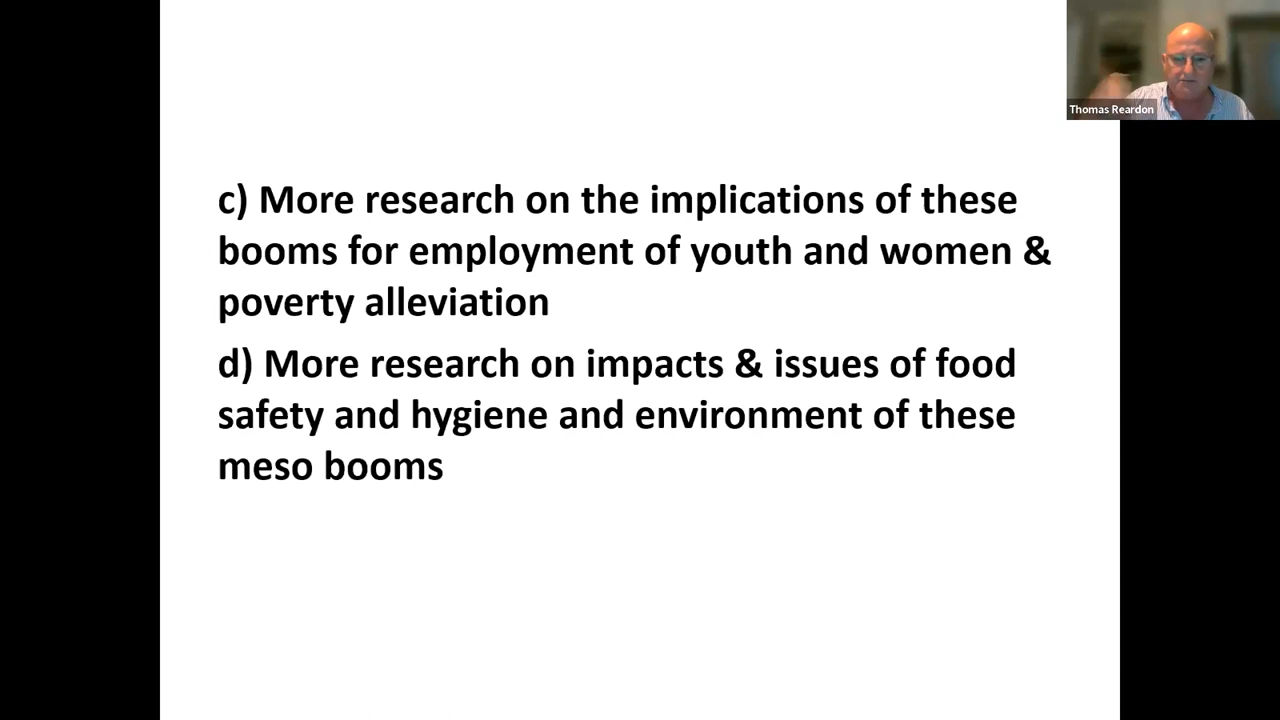 Thomas Reardon
c) More research on the implications of these
booms for employment of youth and women &
poverty alleviation
d) More research on impacts & issues of food
safety and hygiene and environment of these
meso booms